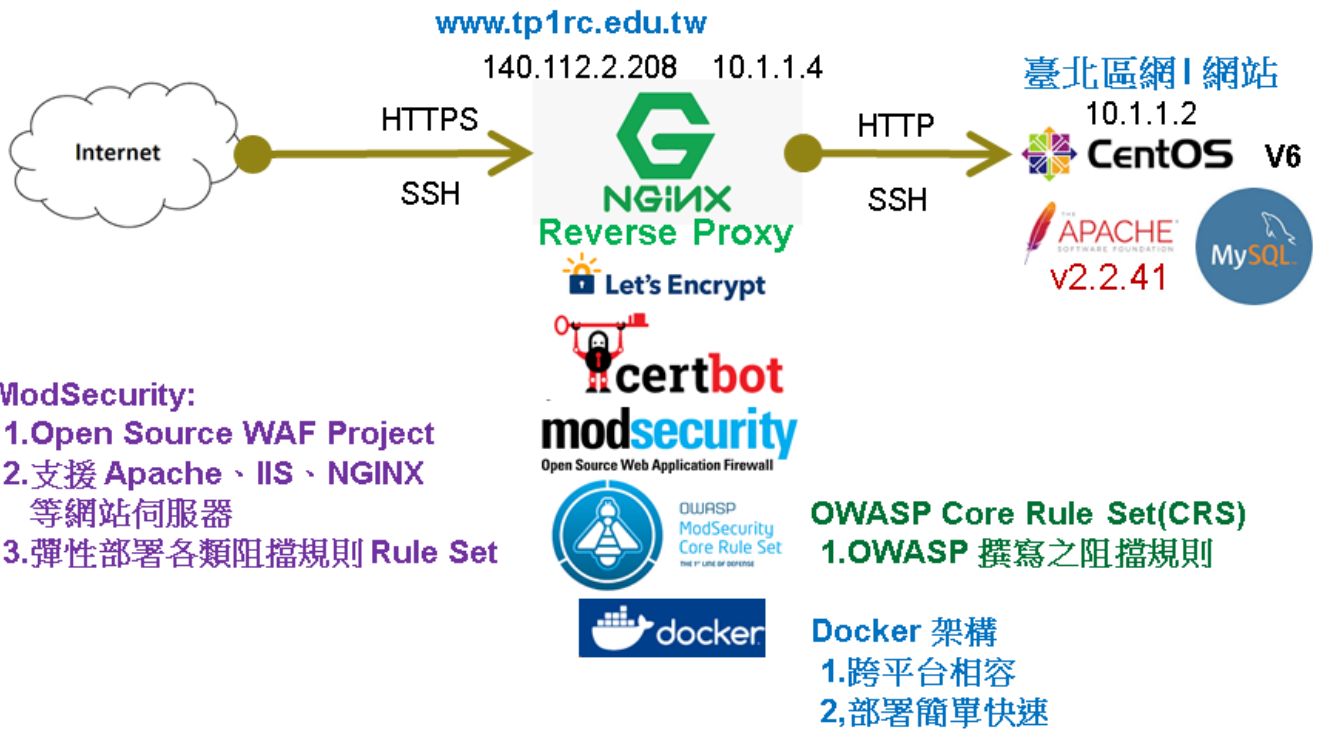 www.tp1rc.edu.tw
140.112.2.208 10.1.1.4
臺北區網I網站
10.1.1.2
Internet
HTTPS
SSH
NGiNX
Reverse Proxy
HTTP
SSH
CentOS V6
THE
APACHE
SOFTWARE FOUNDATION
v2.2.41
MySQL
Let's Encrypt
certbot
modsecurity
Open Source Web Application Firewall
ModSecurity:
1.Open Source WAF Project
2.支援 Apache、IIS、NGINX
等網站伺服器
3.彈性部署各類阻擋規則 Rule Set
OWASP
ModSecurity
Core Rule Set
THE 1ST LINE OF DEFENSE
OWASP Core Rule Set(CRS)
1.OWASP 撰寫之阻擋規則
docker
Docker 架構
1.跨平台相容
2,部署簡單快速